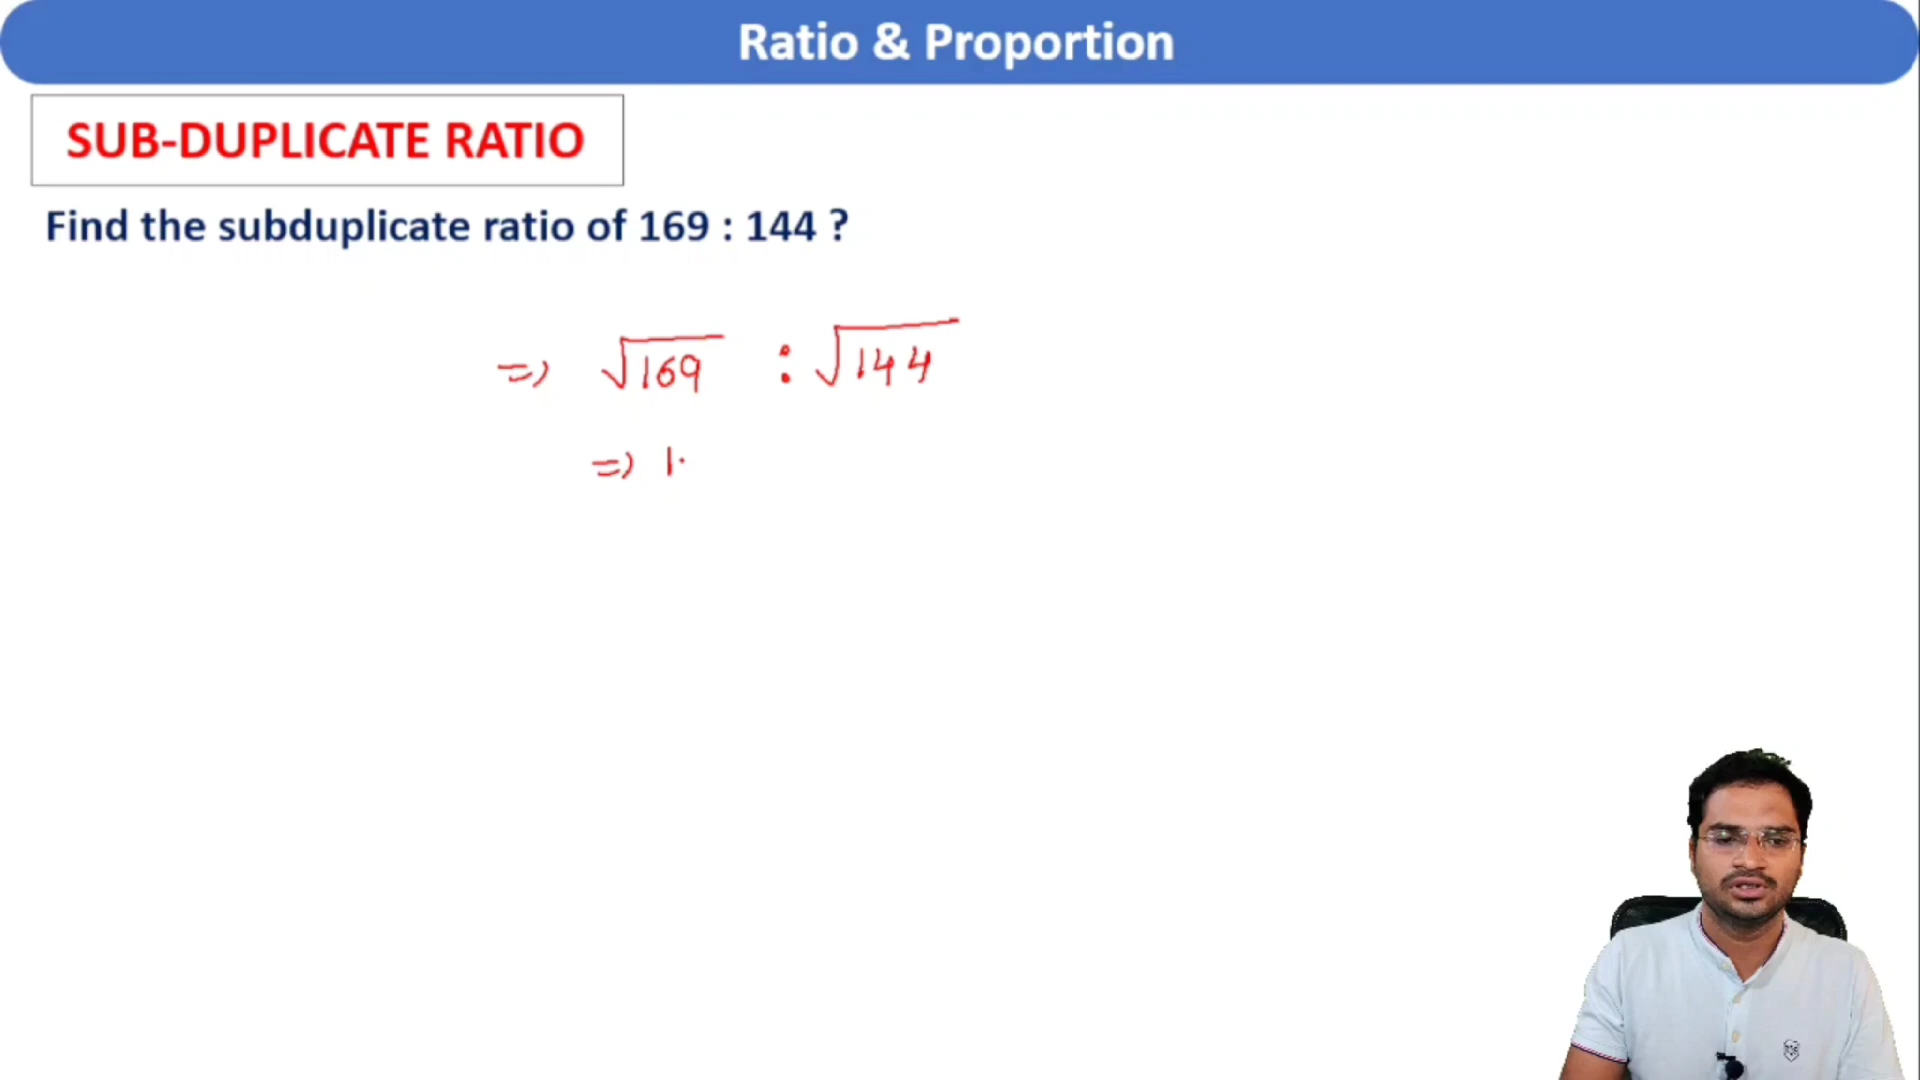 Ratio & Proportion
SUB-DUPLICATE RATIO
Find the subduplicate ratio of 169 : 144 ?
=> √169 : √144
=> 1